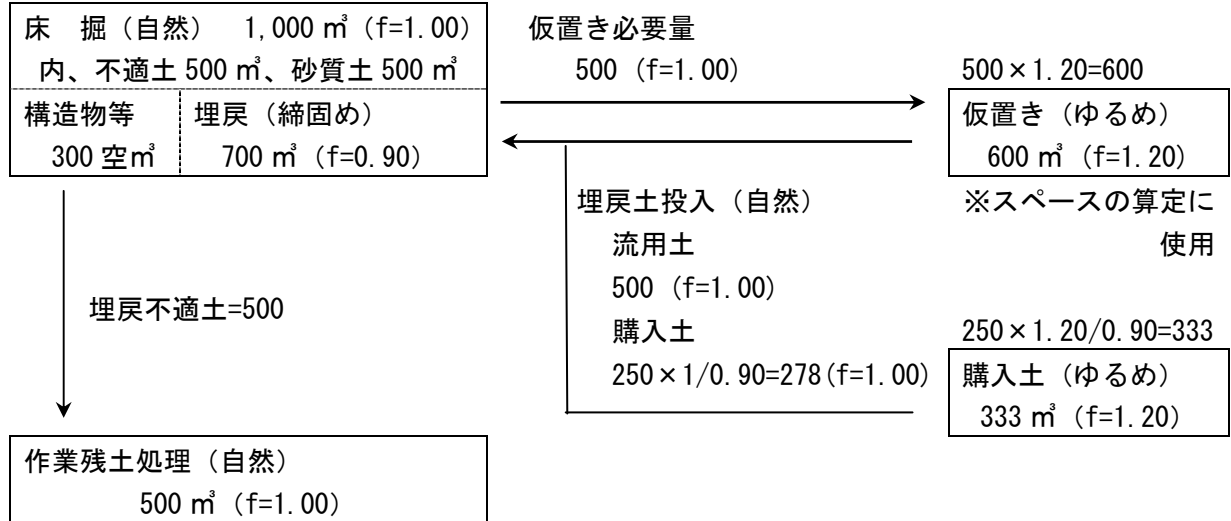 床　掘（自然）　1,000 ㎥（f=1.00）
内、不適土 500 ㎥、砂質土 500 ㎥
構造物等
300 空㎥
埋戻（締固め）
700 ㎥（f=0.90）
仮置き必要量
500（f=1.00）
500×1.20=600
仮置き（ゆるめ）
600 ㎥（f=1.20）
※スペースの算定に
使用
埋戻土投入（自然）
流用土
500（f=1.00）
購入土
250×1/0.90=278(f=1.00)
250×1.20/0.90=333
購入土（ゆるめ）
333 ㎥（f=1.20）
埋戻不適土=500
作業残土処理（自然）
500 ㎥（f=1.00）